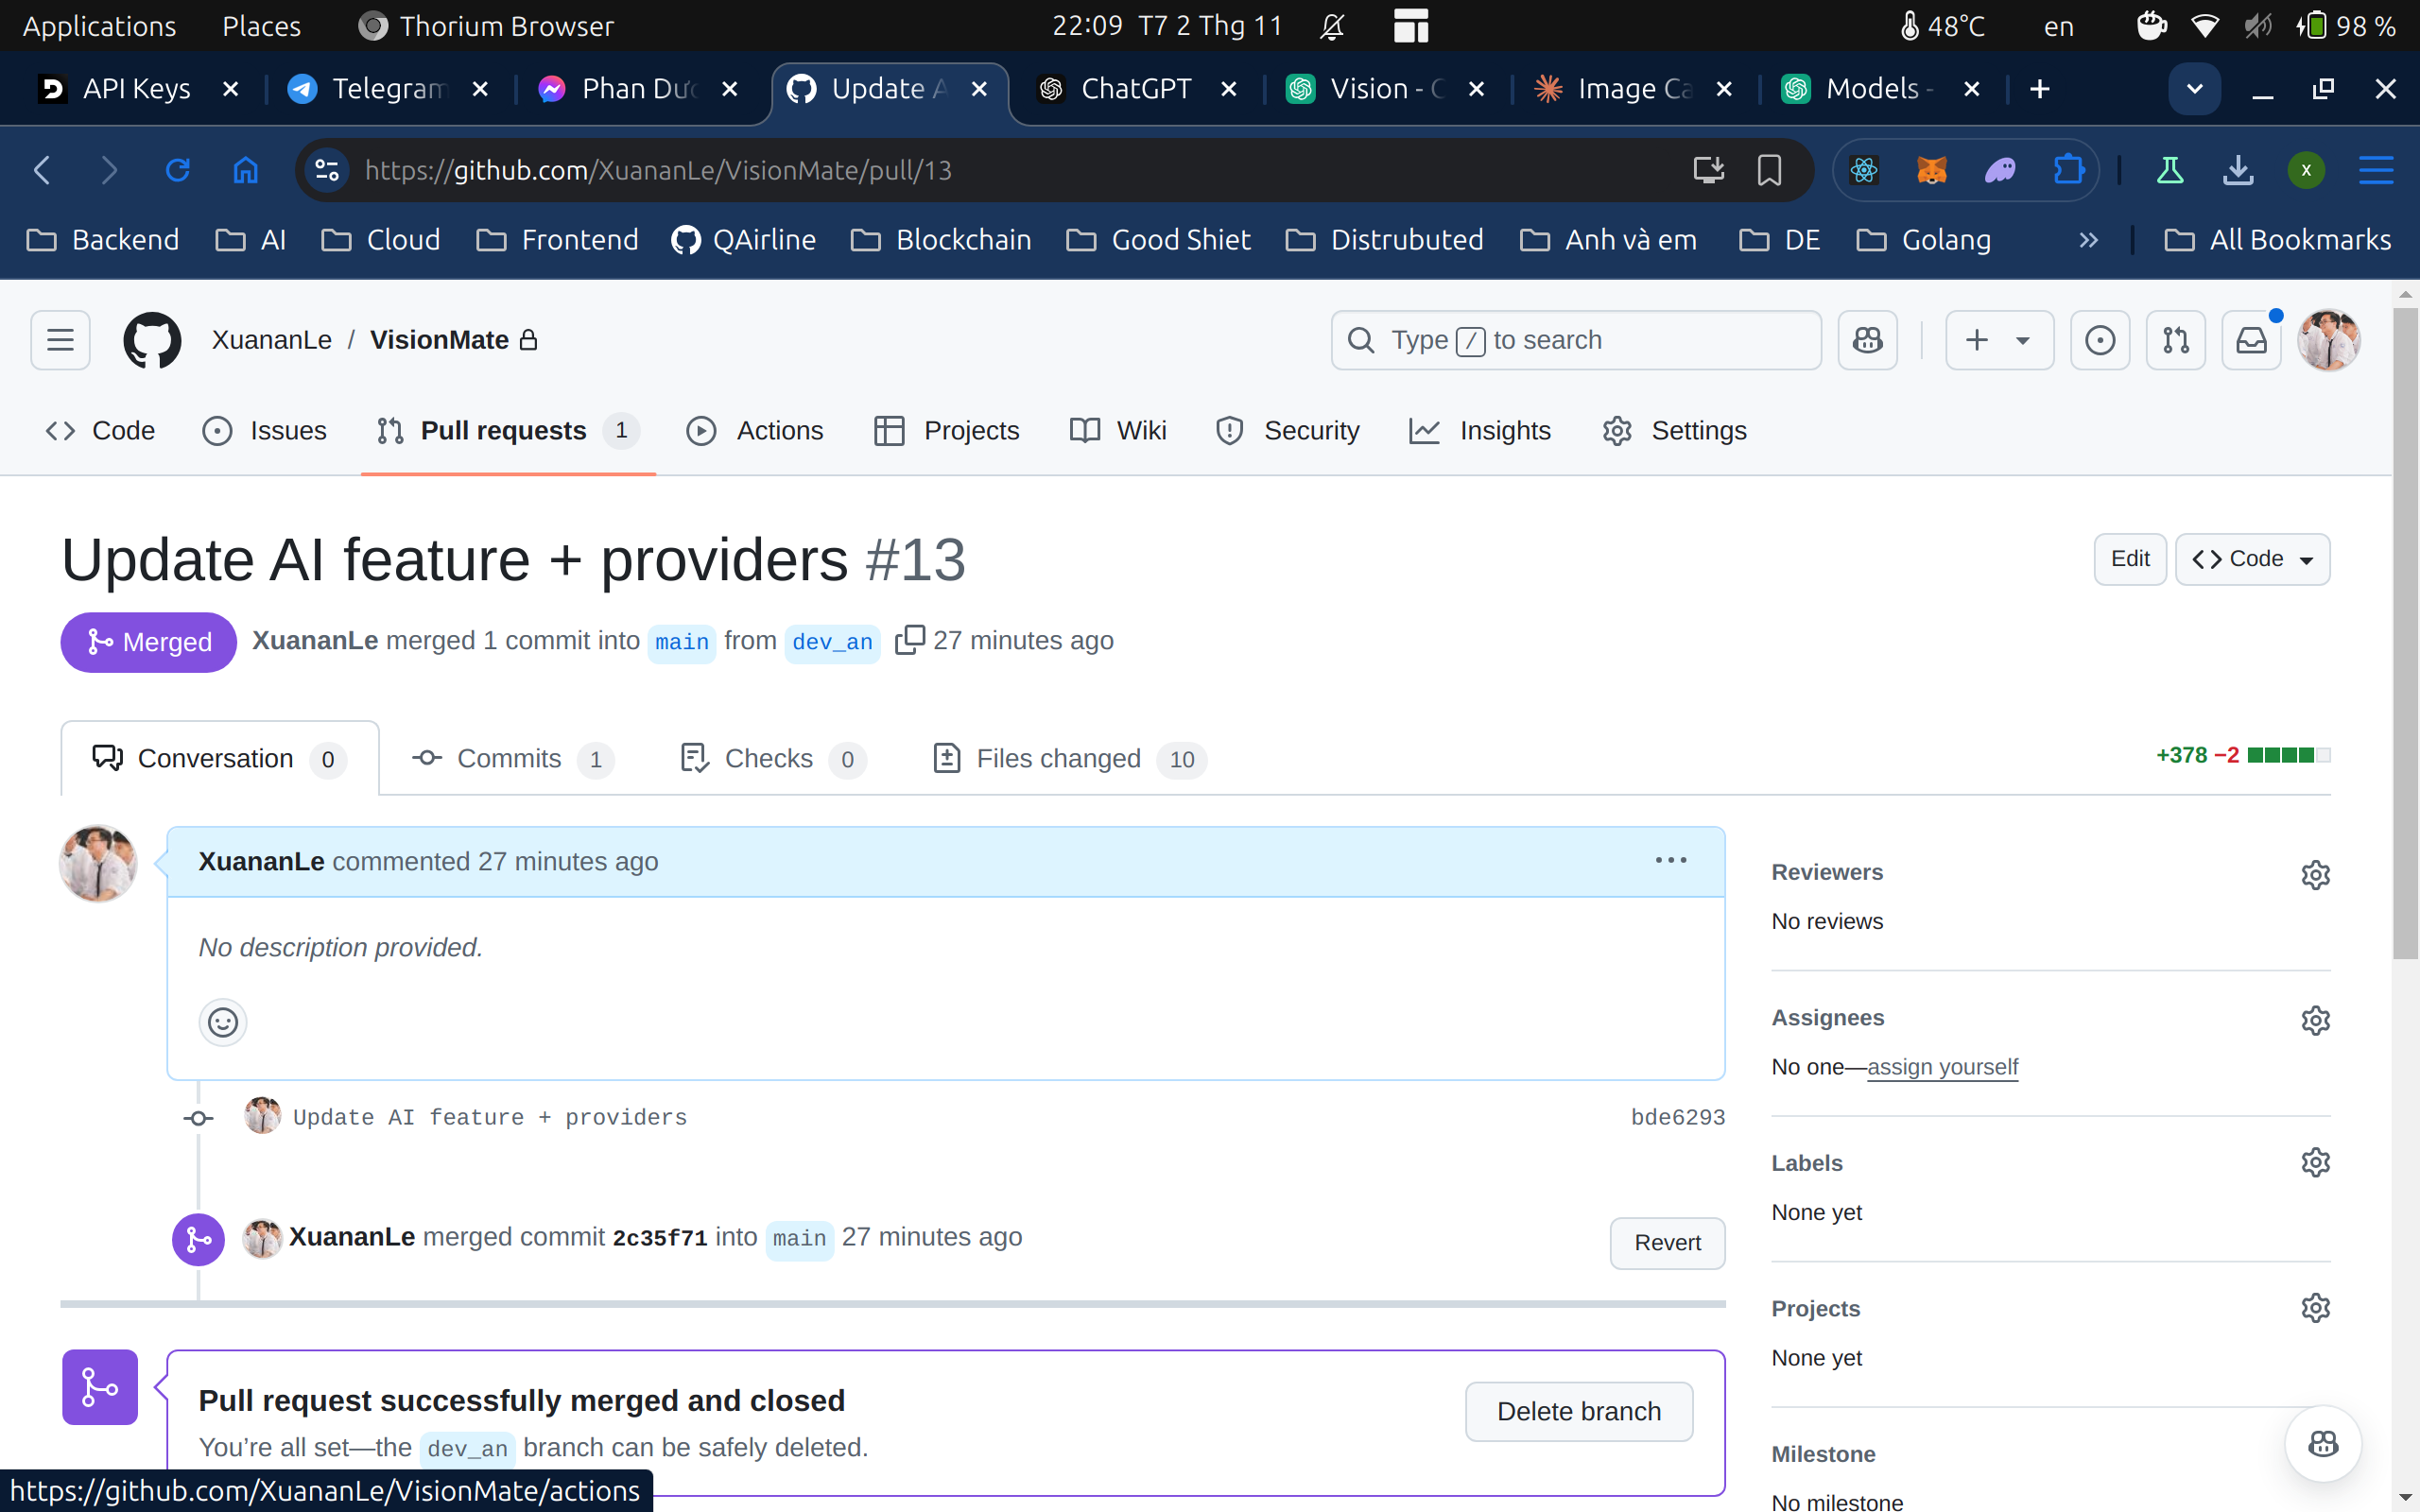 Applications Places Thorium Browser 22:09 T7 2 Thg 11 48°C en 98 %
API Keys Telegram Phan Dưc Update A ChatGPT Vision - C Image Ca Models -
https://github.com/XuananLe/VisionMate/pull/13 X
Backend AI Cloud Frontend QAirline Blockchain Good Shiet Distrubuted Anh và em DE Golang » All Bookmarks
XuananLe / VisionMate Type / to search
Code Issues Pull requests 1 Actions Projects Wiki Security Insights Settings
Update AI feature + providers #13 Edit Code
Merged XuananLe merged 1 commit into main from dev_an 27 minutes ago
Conversation 0 Commits 1 Checks 0 Files changed 10 +378 −2
XuananLe commented 27 minutes ago
Reviewers
No reviews
No description provided.
Assignees
No one—assign yourself
Update AI feature + providers bde6293
Labels
None yet
XuananLe merged commit 2c35f71 into main 27 minutes ago Revert
Projects
None yet
Pull request successfully merged and closed Delete branch
You're all set—the dev_an branch can be safely deleted.
Milestone
No milestone
https://github.com/XuananLe/VisionMate/actions